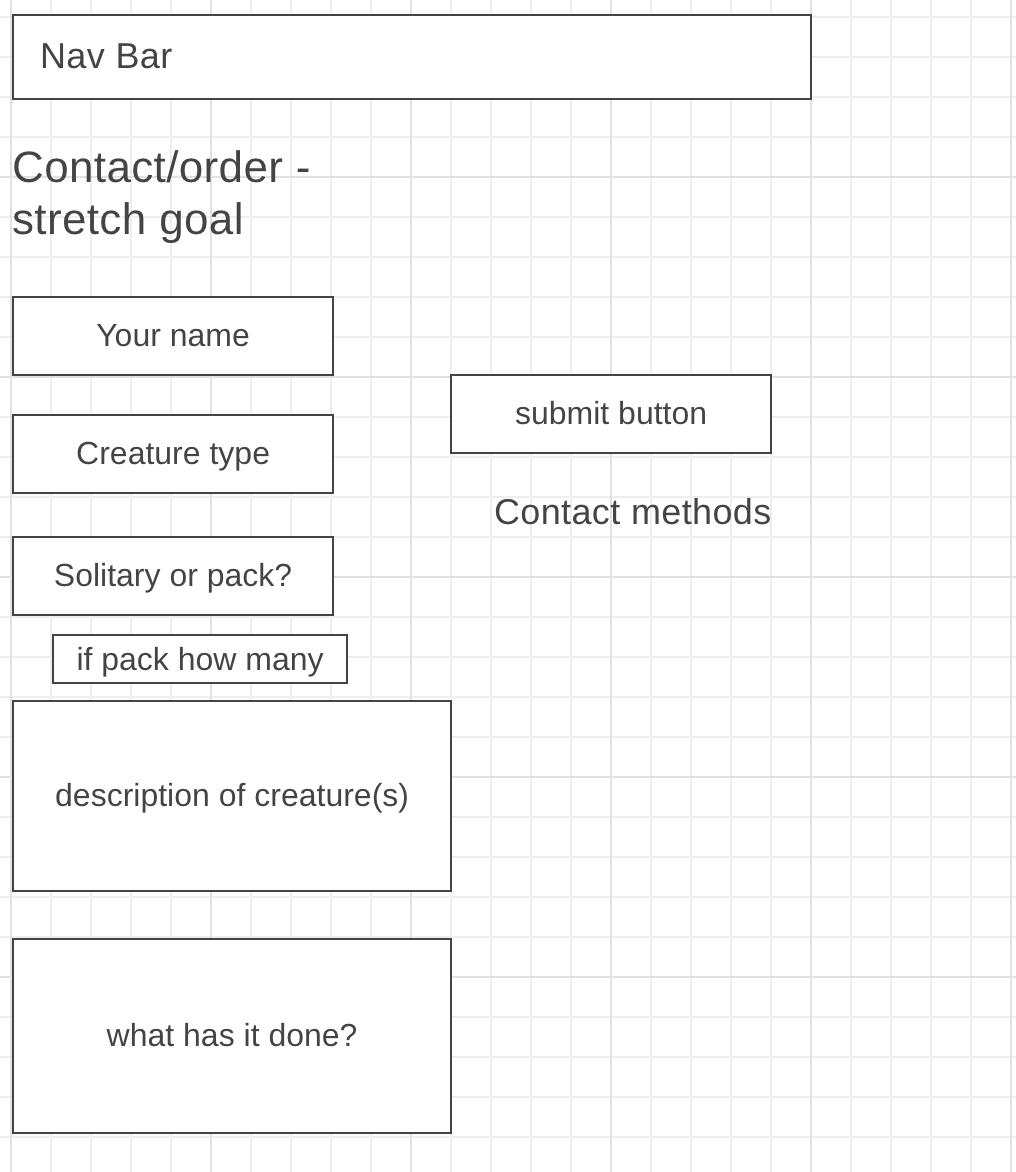 Nav Bar
Contact/order -
stretch goal
Your name
Creature type
Solitary or pack?
if pack how many
description of creature(s)
what has it done?
submit button
Contact methods